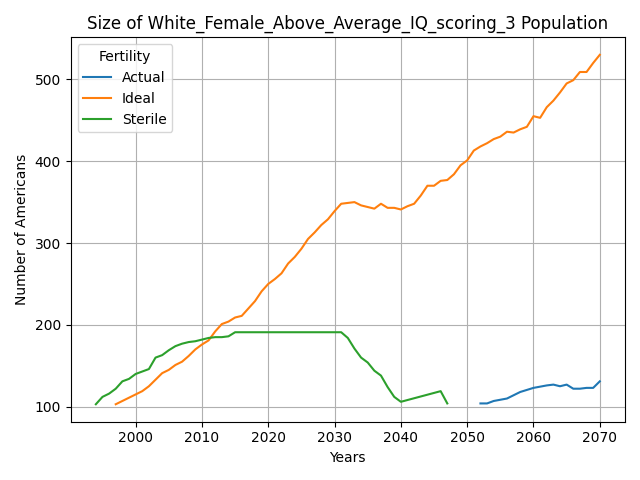 Size of White_Female_Above_Average_IQ_scoring_3 Population
Fertility
Actual
Ideal
Sterile
Number of Americans
500
400
300
200
100
2000
2010
2020
2030
2040
2050
2060
2070
Years